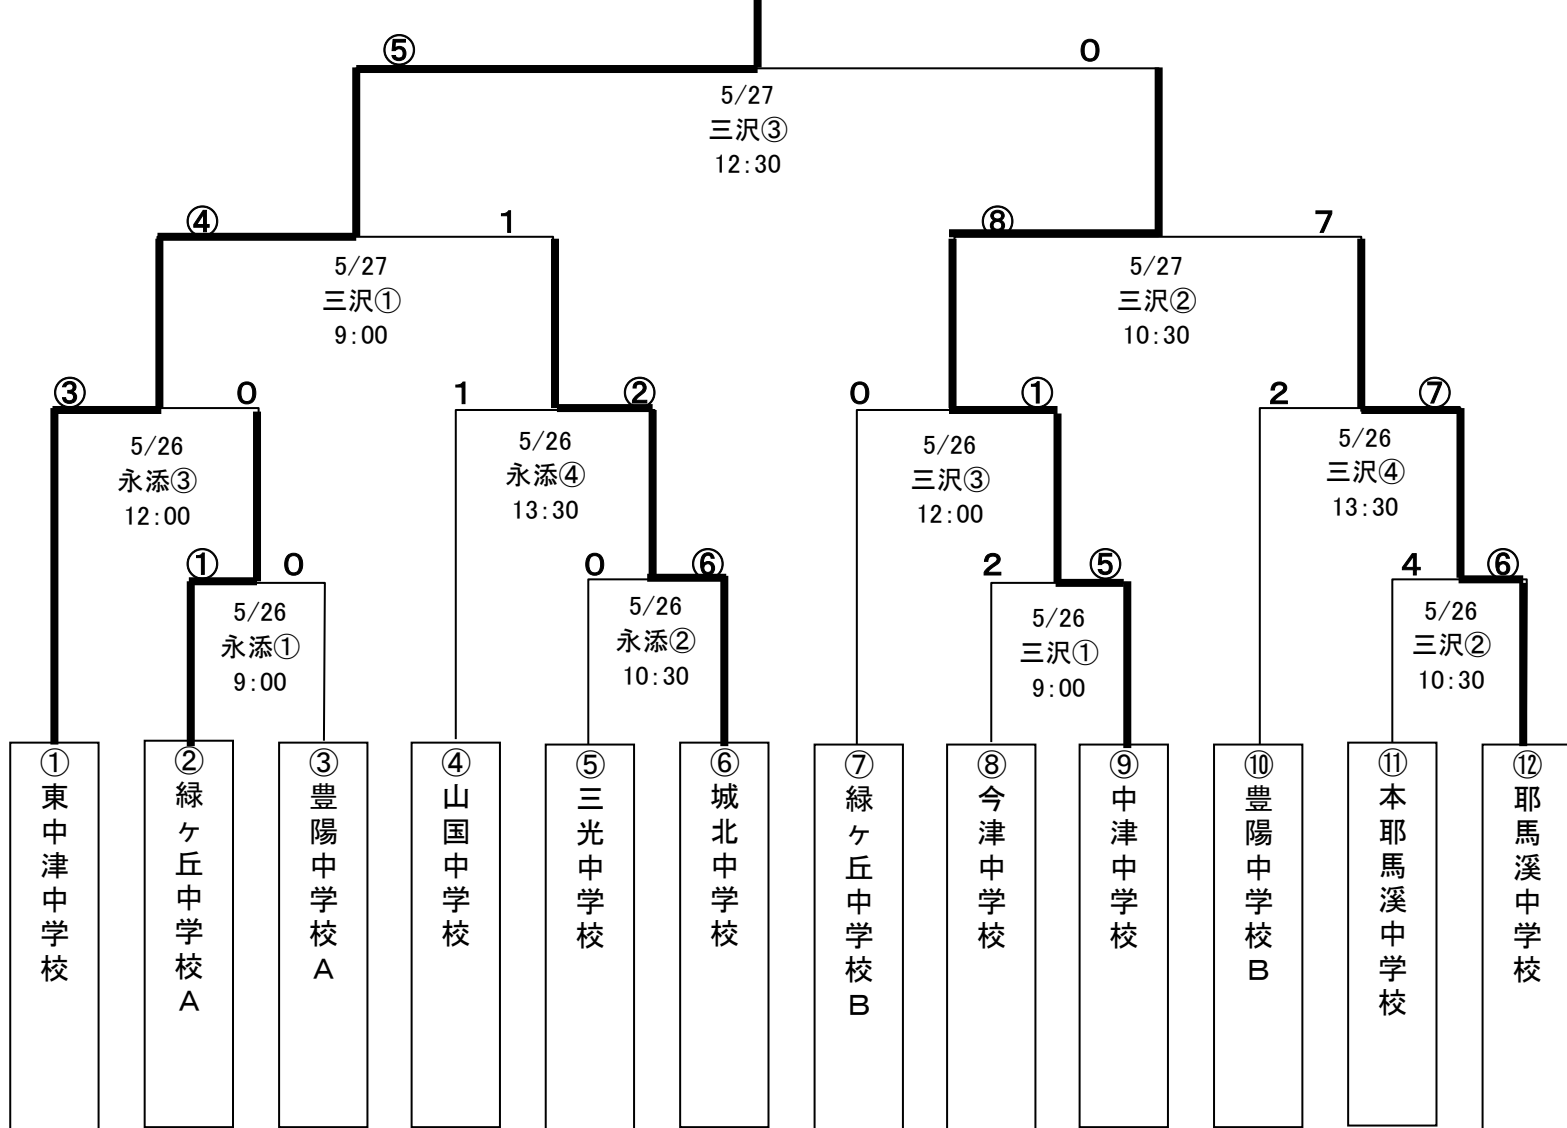 ⑤
0
5/27
三沢③
12:30
④
1
⑧
7
5/27
三沢①
9:00
5/27
三沢②
10:30
③
0
1
②
0
①
2
⑦
5/26
永添③
12:00
5/26
永添④
13:30
5/26
三沢③
12:00
5/26
三沢④
13:30
①
0
0
⑥
2
⑤
4
⑥
5/26
永添①
9:00
5/26
永添②
10:30
5/26
三沢①
9:00
5/26
三沢②
10:30
①東中津中学校
②緑ヶ丘中学校A
③豊陽中学校A
④山国中学校
⑤三光中学校
⑥城北中学校
⑦緑ヶ丘中学校B
⑧今津中学校
⑨中津中学校
⑩豊陽中学校B
⑪本耶馬溪中学校
⑫耶馬溪中学校